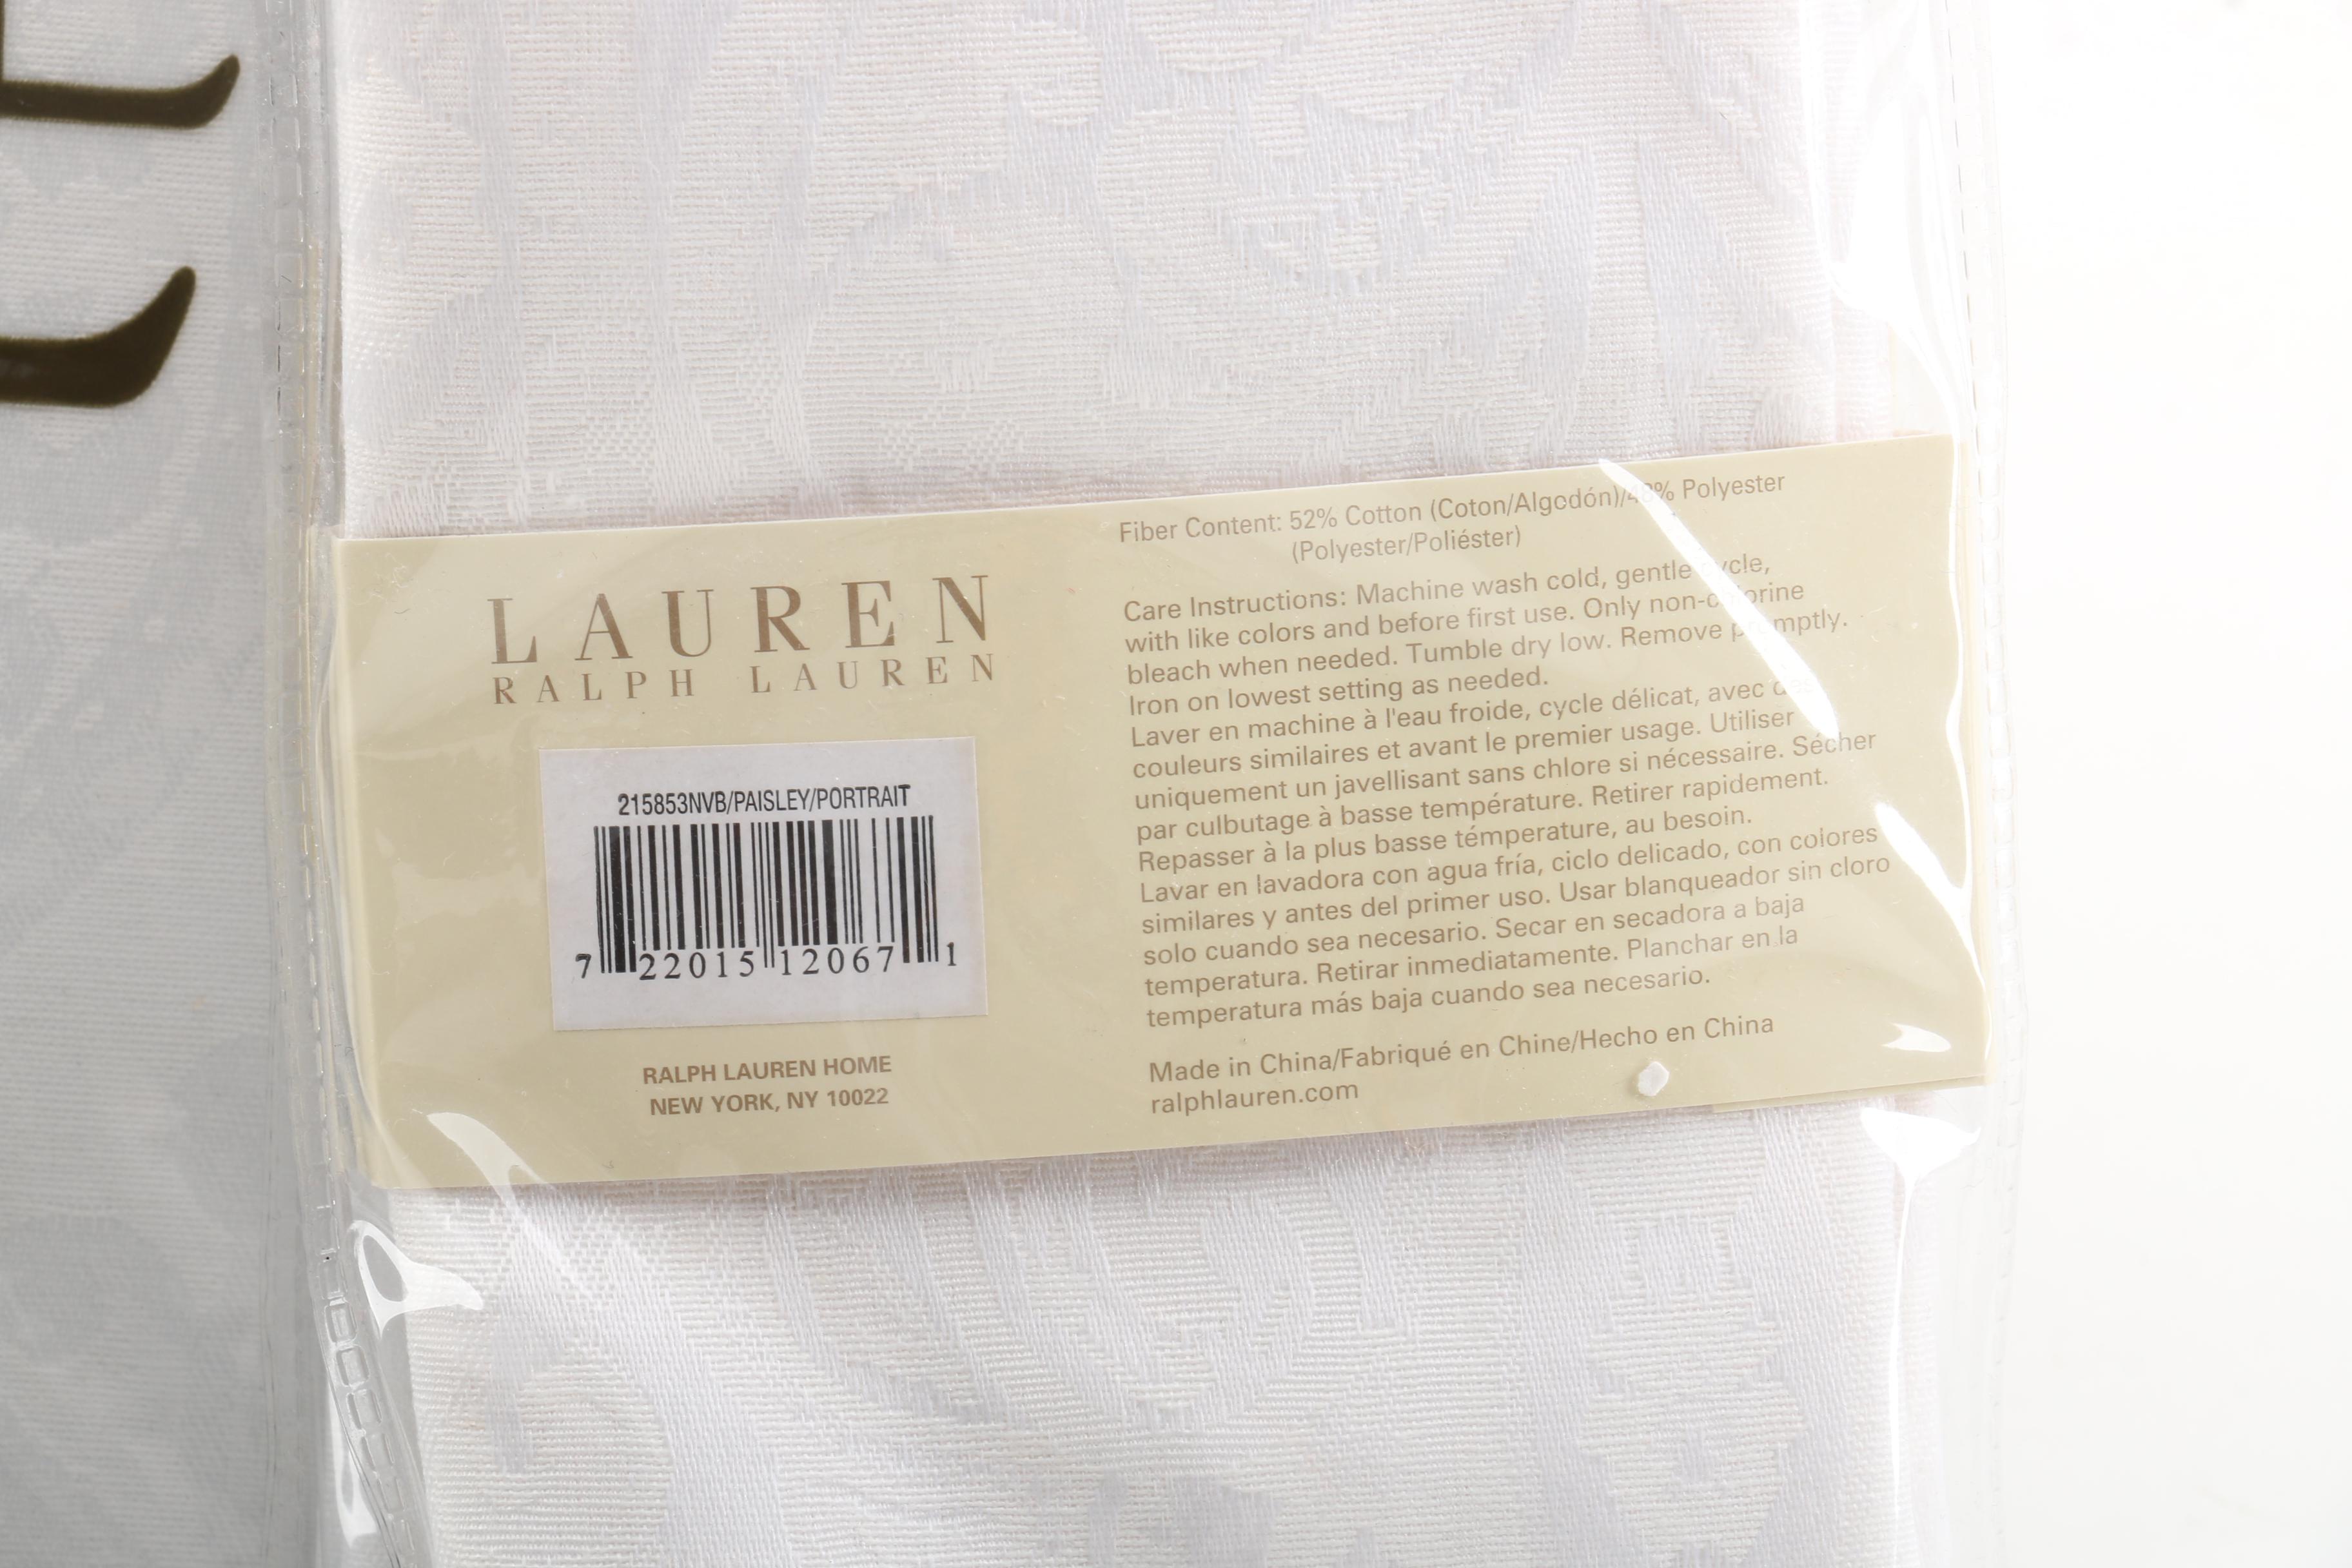 LAUREN
RALPH LAUREN
215853NVB/PAISLEY/PORTRAIT
7 22015 12067 1
RALPH LAUREN HOME
NEW YORK, NY 10022
Fiber Content: 52% Cotton (Coton/Algodón)/48% Polyester
(Polyester/Poliéster)
Care Instructions: Machine wash cold, gentle cycle,
with like colors and before first use. Only non-chlorine
bleach when needed. Tumble dry low. Remove promptly.
Iron on lowest setting as needed.
Laver en machine à l'eau froide, cycle délicat, avec des
couleurs similaires et avant le premier usage. Utiliser
uniquement un javellisant sans chlore si nécessaire. Sécher
par culbutage à basse température. Retirer rapidement.
Repasser à la plus basse témperature, au besoin.
Lavar en lavadora con agua fría, ciclo delicado, con colores
similares y antes del primer uso. Usar blanqueador sin cloro
solo cuando sea necesario. Secar en secadora a baja
temperatura. Retirar inmediatamente. Planchar en la
temperatura más baja cuando sea necesario.
Made in China/Fabriqué en Chine/Hecho en China
ralphlauren.com